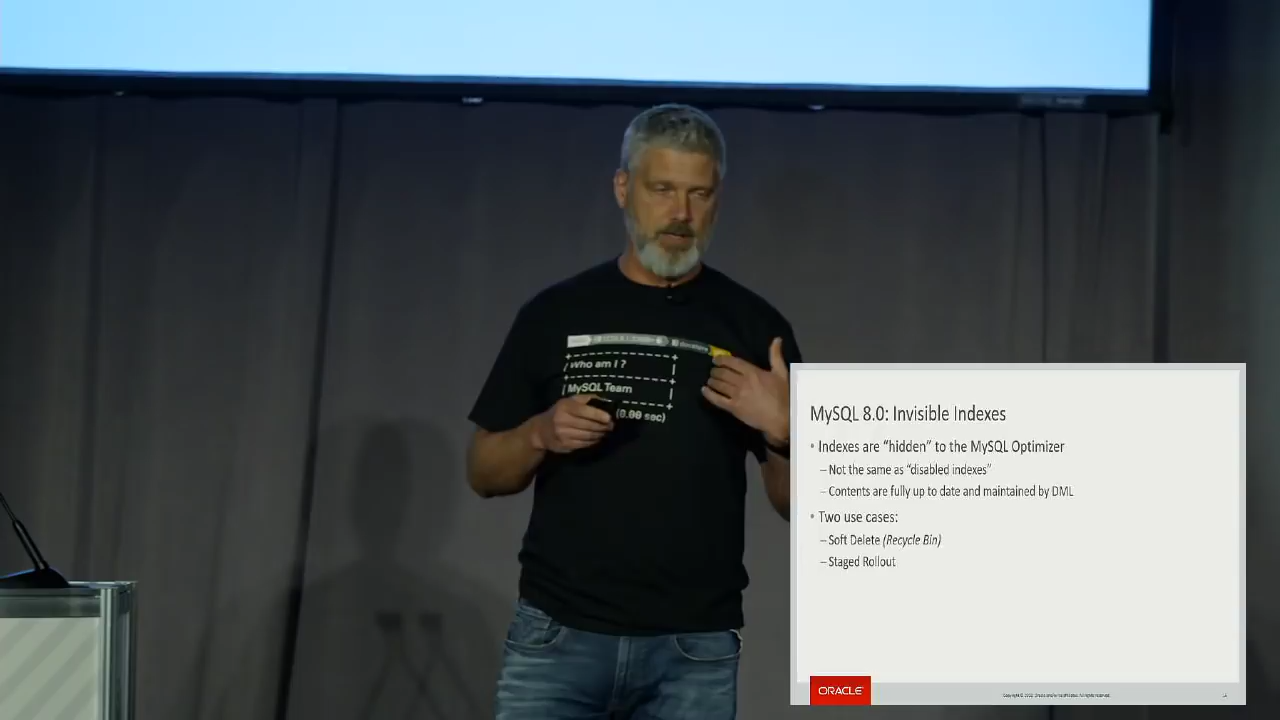 Who am I ?
MySQL Team
(0.00 sec)
MySQL 8.0: Invisible Indexes
• Indexes are “hidden” to the MySQL Optimizer
– Not the same as “disabled indexes”
– Contents are fully up to date and maintained by DML
• Two use cases:
– Soft Delete (Recycle Bin)
– Staged Rollout
ORACLE